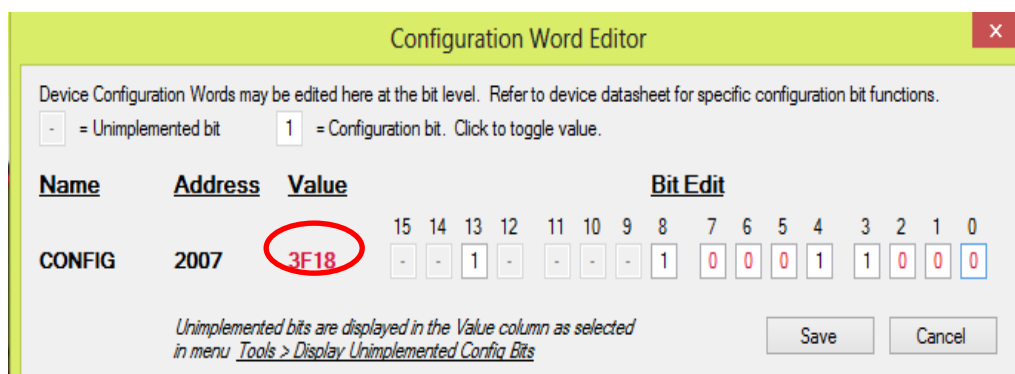 Configuration Word Editor
x
Device Configuration Words may be edited here at the bit level. Refer to device datasheet for specific configuration bit functions.
- = Unimplemented bit 1 = Configuration bit. Click to toggle value.
Name Address Value Bit Edit
15 14 13 12 11 10 9 8 7 6 5 4 3 2 1 0
CONFIG 2007 3F18 - - 1 - - - - 1 0 0 0 1 1 0 0 0
Unimplemented bits are displayed in the Value column as selected
in menu Tools > Display Unimplemented Config Bits
Save Cancel